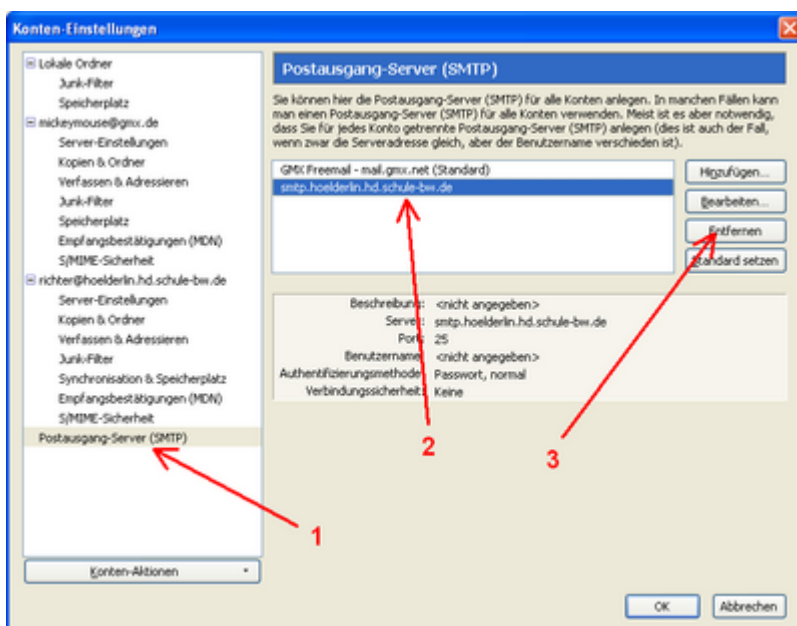 Konten-Einstellungen
Lokale Ordner
Junk-Filter
Speicherplatz
mickeymouse@gmx.de
Server-Einstellungen
Kopien & Ordner
Verfassen & Adressieren
Junk-Filter
Speicherplatz
Empfangsbestätigungen (MDN)
S/MIME-Sicherheit
richter@hoelderlin.hd.schule-bw.de
Server-Einstellungen
Kopien & Ordner
Verfassen & Adressieren
Junk-Filter
Synchronisation & Speicherplatz
Empfangsbestätigungen (MDN)
S/MIME-Sicherheit
Postausgang-Server (SMTP)
1
Konten-Aktionen
Postausgang-Server (SMTP)
Sie können hier die Postausgang-Server (SMTP) für alle Konten anlegen. In manchen Fällen kann
man einen Postausgang-Server (SMTP) für alle Konten verwenden. Meist ist es aber notwendig,
dass Sie für jedes Konto getrennte Postausgang-Server (SMTP) anlegen (dies ist auch der Fall,
wenn zwar die Serveradresse gleich, aber der Benutzername verschieden ist).
GMX Freemail - mail.gmx.net (Standard)
smtp.hoelderlin.hd.schule-bw.de
Hinzufügen...
Bearbeiten...
Entfernen
Standard setzen
Beschreibung: <nicht angegeben>
Server: smtp.hoelderlin.hd.schule-bw.de
Port: 25
Benutzername: <nicht angegeben>
Authentifizierungsmethode: Passwort, normal
Verbindungssicherheit: Keine
2
3
OK
Abbrechen